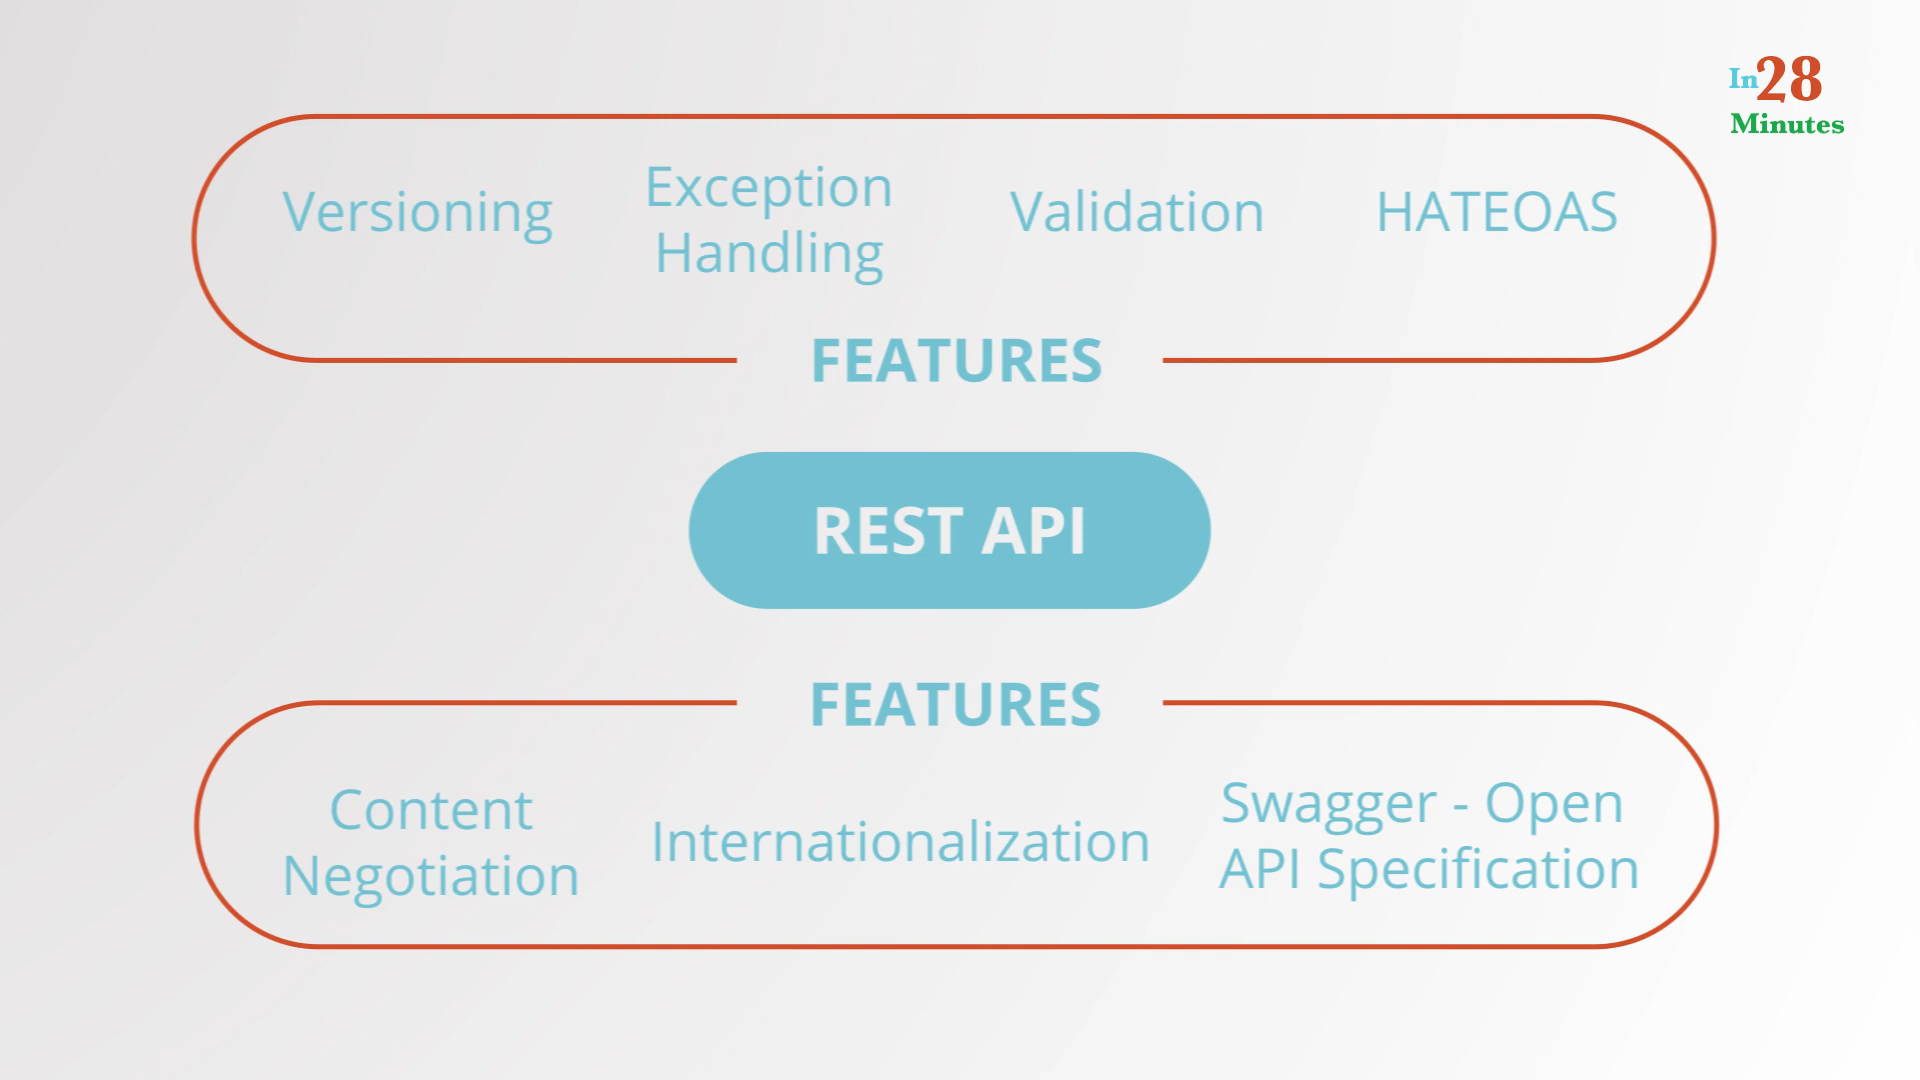 In28
Minutes
Versioning
Exception
Handling
Validation
HATEOAS
FEATURES
REST API
FEATURES
Content
Negotiation
Internationalization
Swagger - Open
API Specification